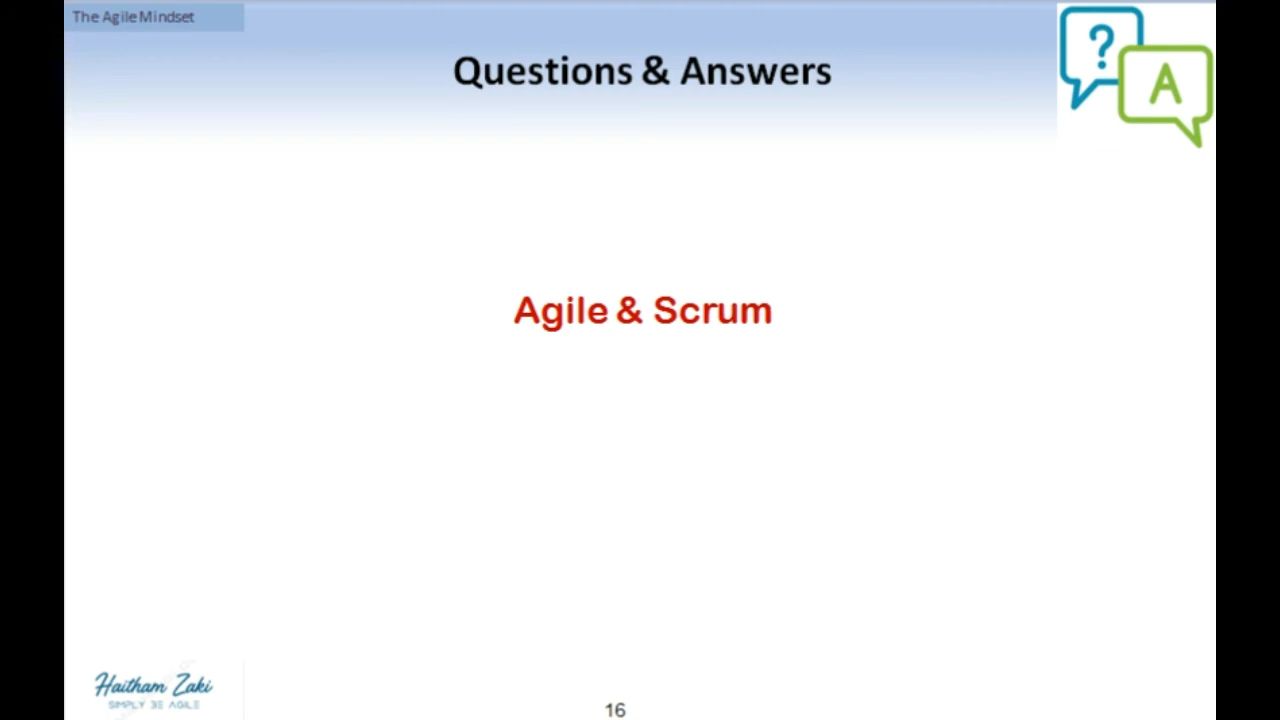 The Agile Mindset
Questions & Answers
?
A
Agile & Scrum
Haitham Zaki
SIMPLY BE AGILE
16